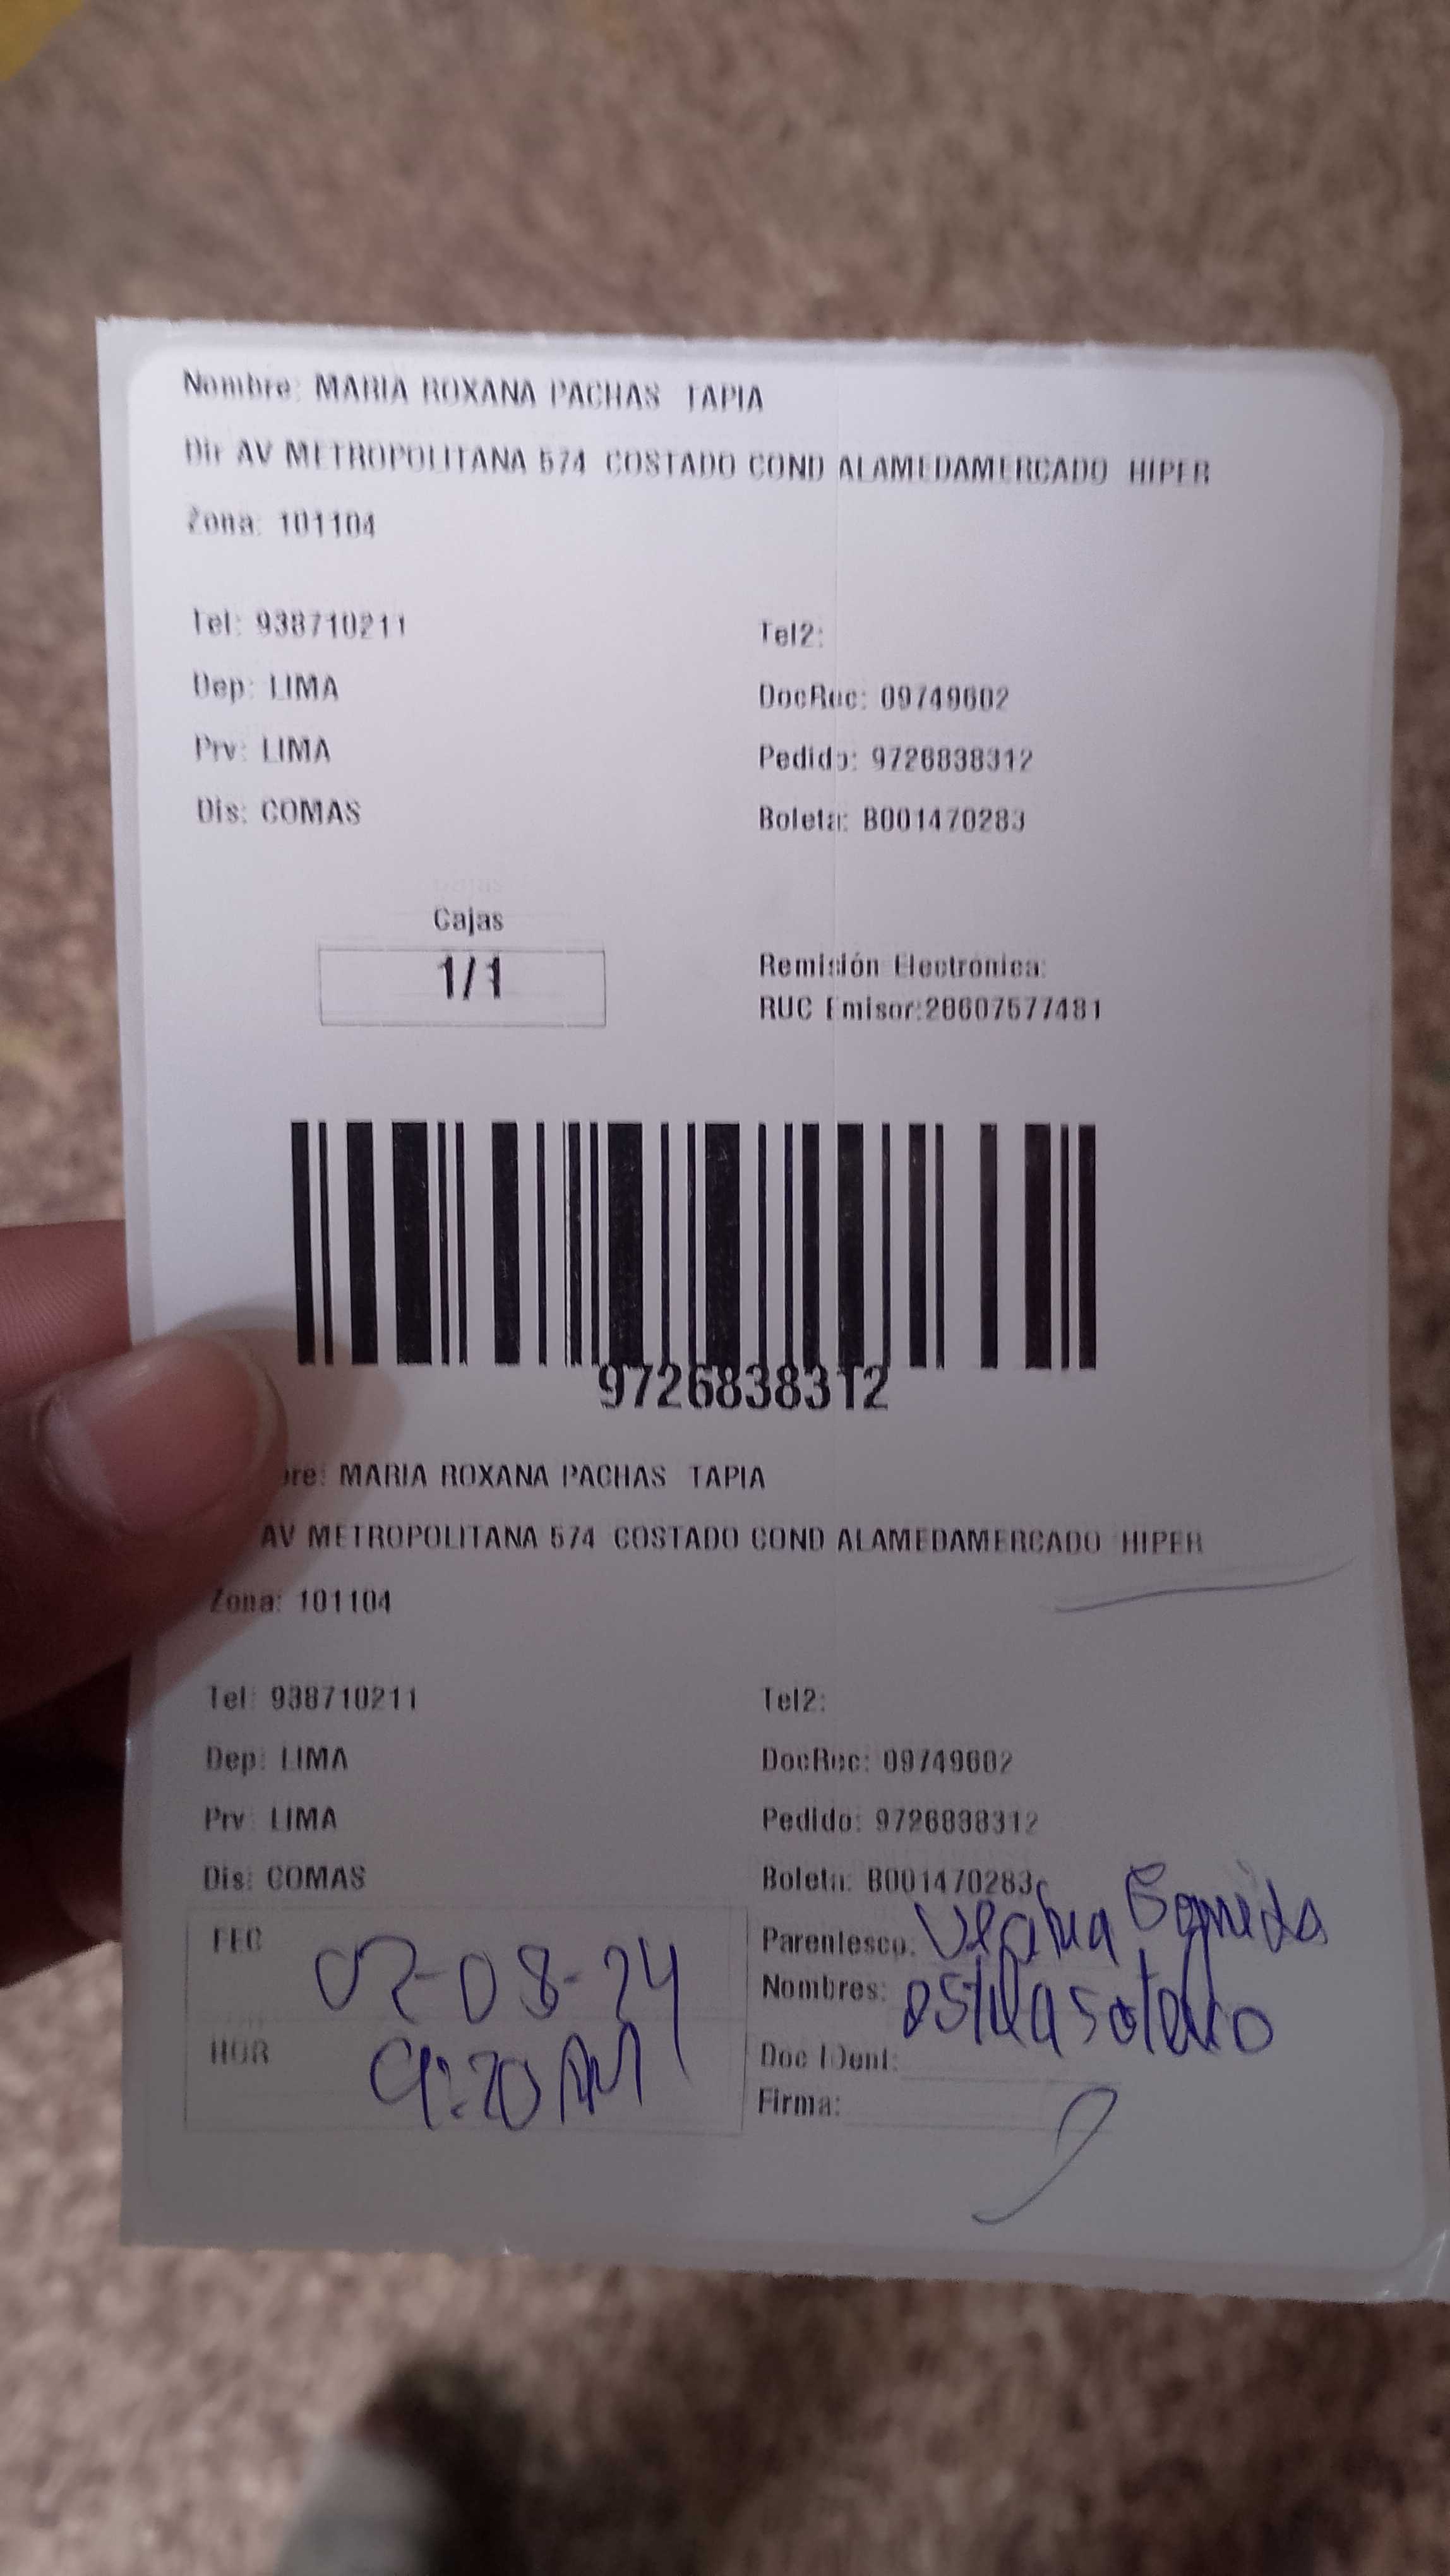 Nombre: MARIA ROXANA PACHAS TAPIA
Dir AV METROPOLITANA 574 COSTADO COND ALAMEDAMERCADO HIPER
Zona: 101104
Tel: 938710211
Tel2:
Dep: LIMA
DocRec: 09749602
Prv: LIMA
Pedido: 9726838312
Dis: COMAS
Boleta: B001470283
Cajas
1/1
Remisión Electronica:
RUC Emisor:20607577481
9726838312
bre: MARIA ROXANA PACHAS TAPIA
AV METROPOLITANA 574 COSTADO COND ALAMEDAMERCADO HIPER
Zona: 101104
Tel: 938710211
Tel2:
Dep: LIMA
DocRec: 09749602
Prv: LIMA
Pedido: 9726838312
Dis: COMAS
Boleta: B001470283
FEC 02-08-24
Parentesco:
Nombres:
HOR 9:20 AM
Doc IDent:
Firma: